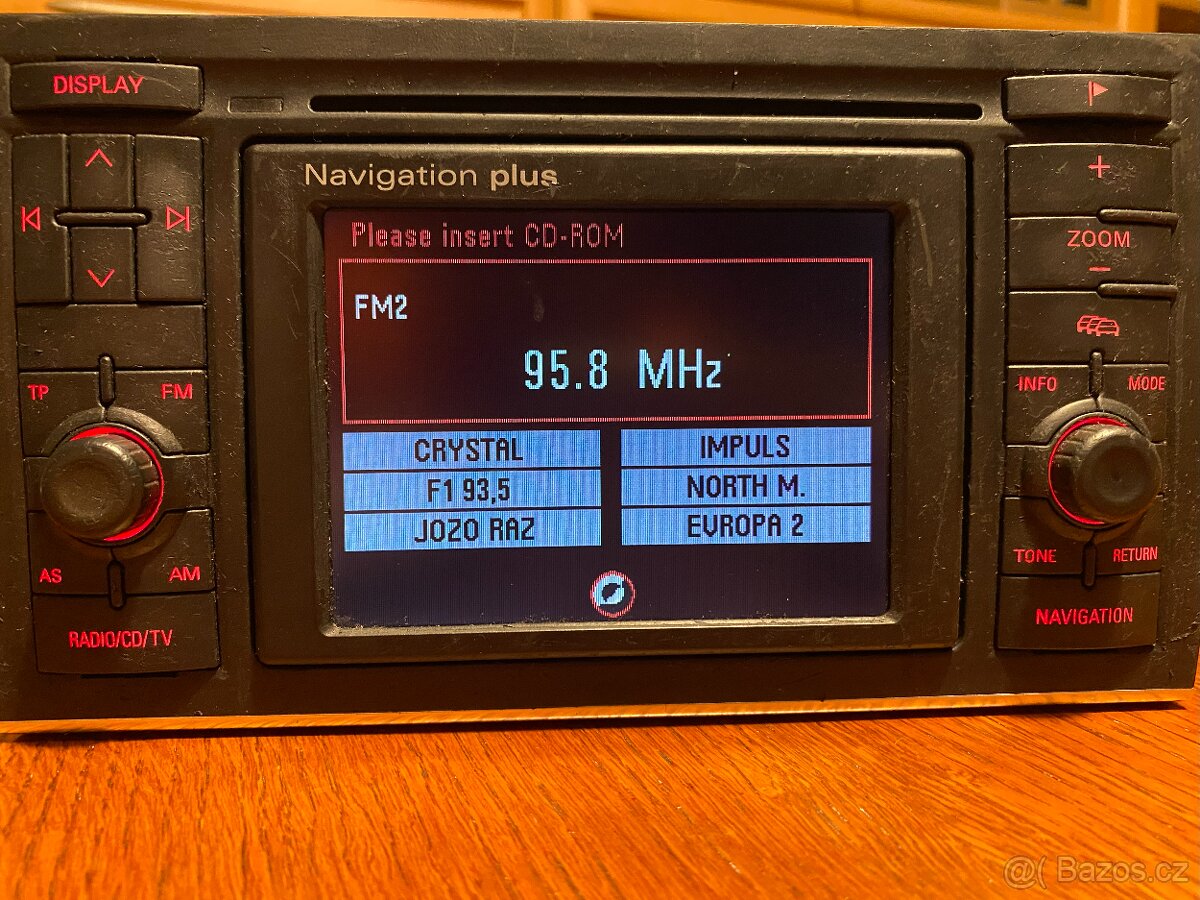 DISPLAY
Navigation plus
Please insert CD-ROM
FM2
95.8 MHz
CRYSTAL
IMPULS
F1 93,5
NORTH M.
JOZO RAZ
EVROPA 2
TP
FM
AS
AM
RADIO/CD/TV
+
ZOOM
−
INFO
MODE
TONE
RETURN
NAVIGATION
@( Bazos.cz